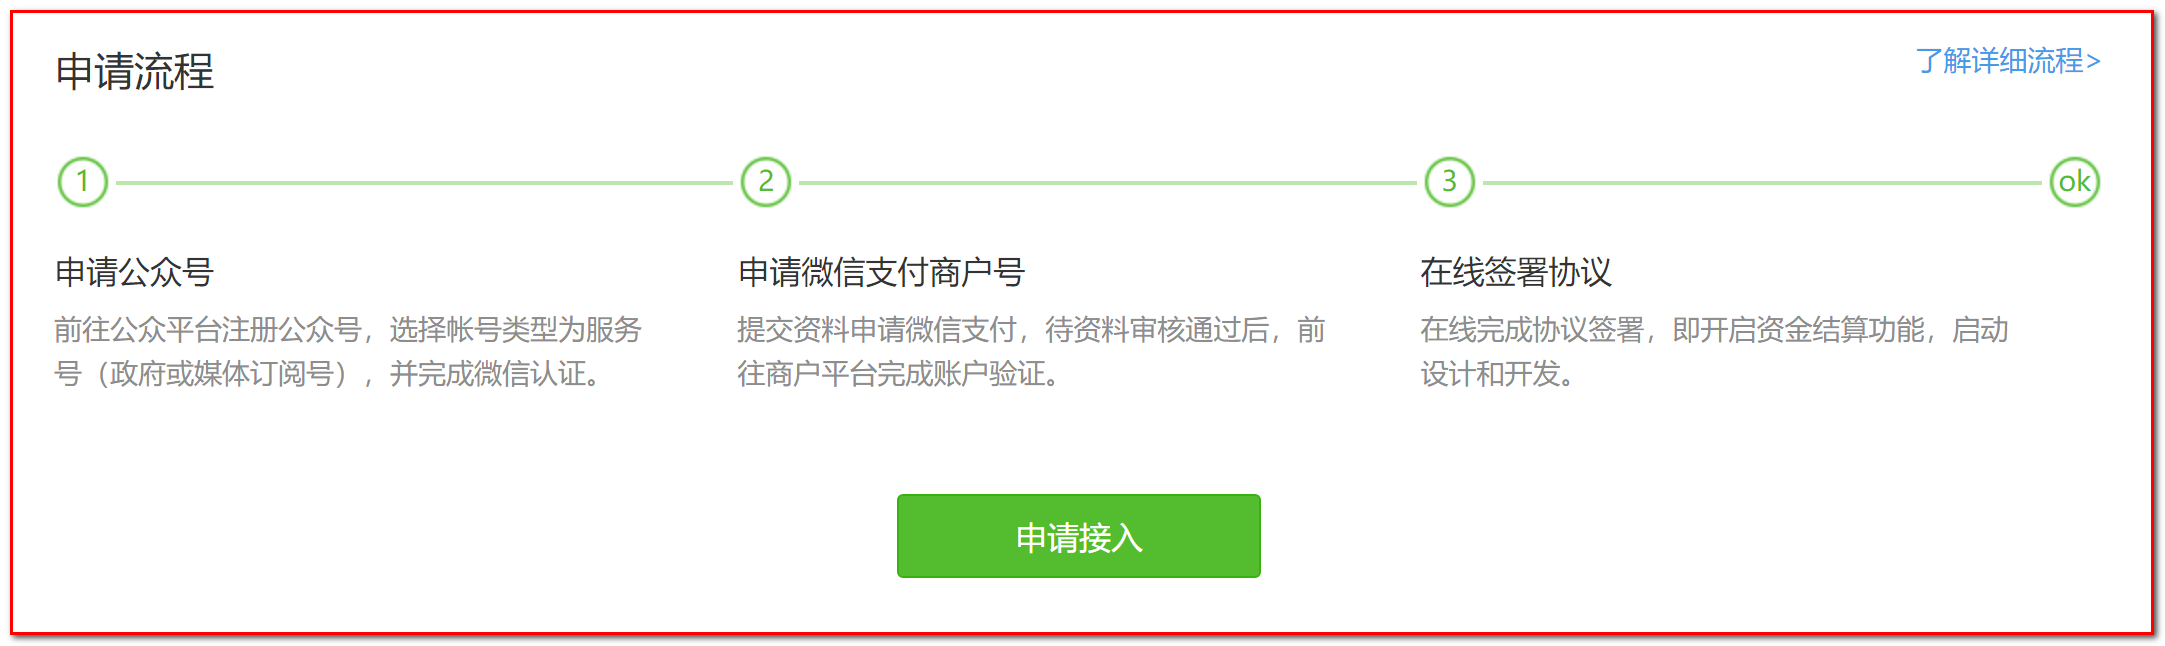 申请流程
了解详细流程>
1
2
3
ok
申请公众号
前往公众平台注册公众号，选择帐号类型为服务
号（政府或媒体订阅号），并完成微信认证。
申请微信支付商户号
提交资料申请微信支付，待资料审核通过后，前
往商户平台完成账户验证。
在线签署协议
在线完成协议签署，即开启资金结算功能，启动
设计和开发。
申请接入